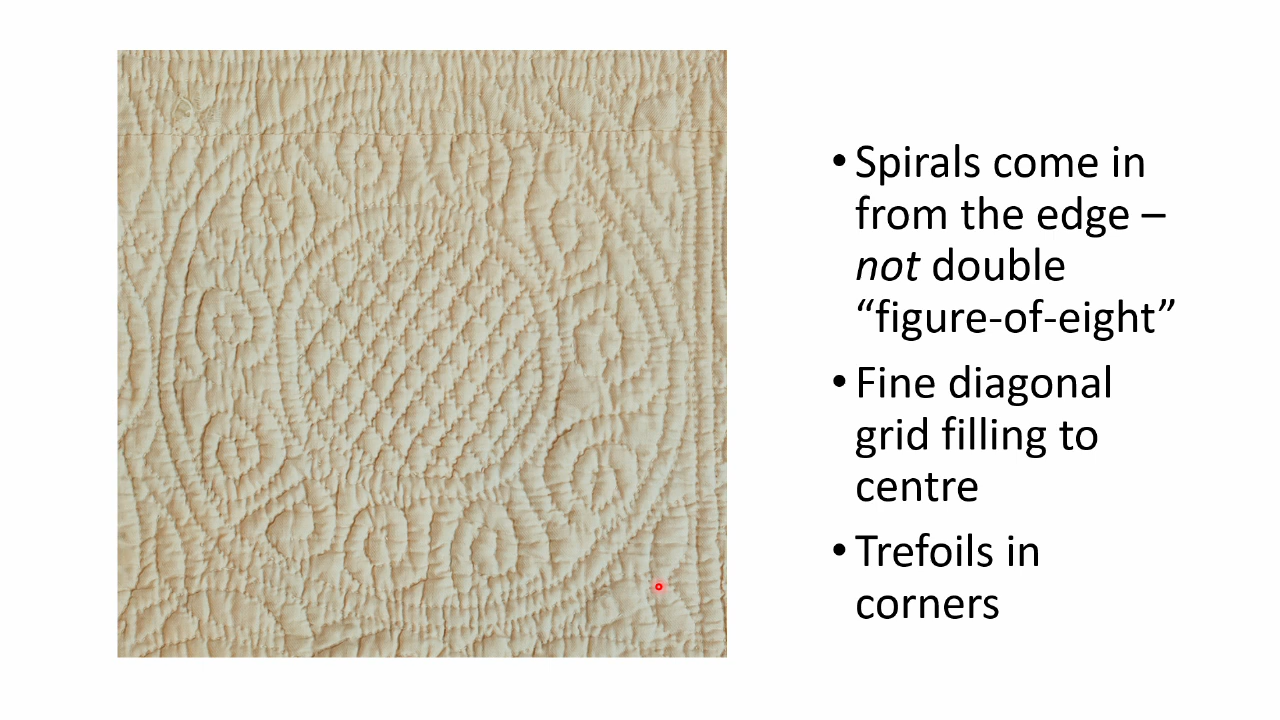 • Spirals come in
from the edge –
not double
“figure-of-eight”
• Fine diagonal
grid filling to
centre
• Trefoils in
corners